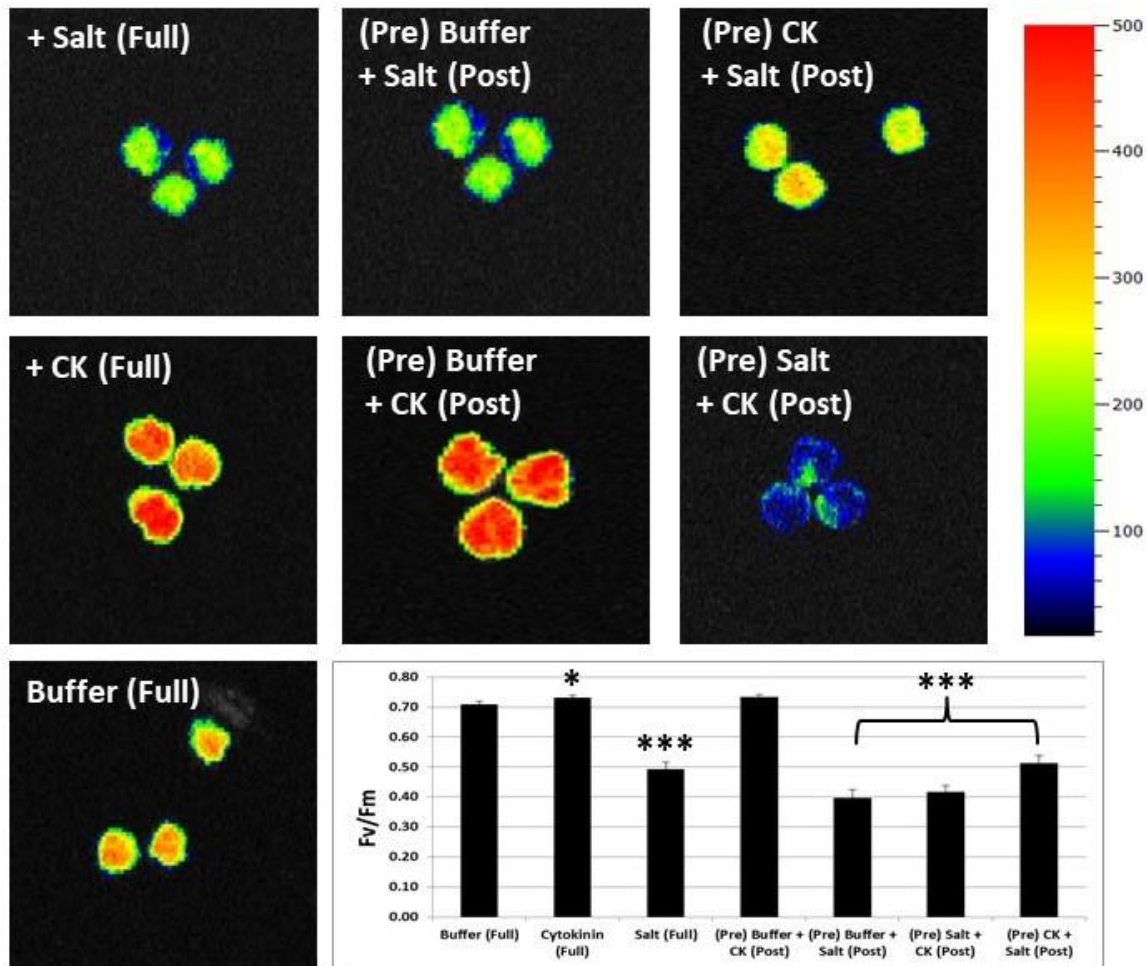 + Salt (Full)
(Pre) Buffer
+ Salt (Post)
(Pre) CK
+ Salt (Post)
500
400
300
200
100
+ CK (Full)
(Pre) Buffer
+ CK (Post)
(Pre) Salt
+ CK (Post)
Buffer (Full)
Fv/Fm
0.80
0.70
0.60
0.50
0.40
0.30
0.20
0.10
0.00
*
***
***
Buffer (Full)
Cytokinin
(Full)
Salt (Full)
(Pre) Buffer +
CK (Post)
(Pre) Buffer +
Salt (Post)
(Pre) Salt +
CK (Post)
(Pre) CK +
Salt (Post)